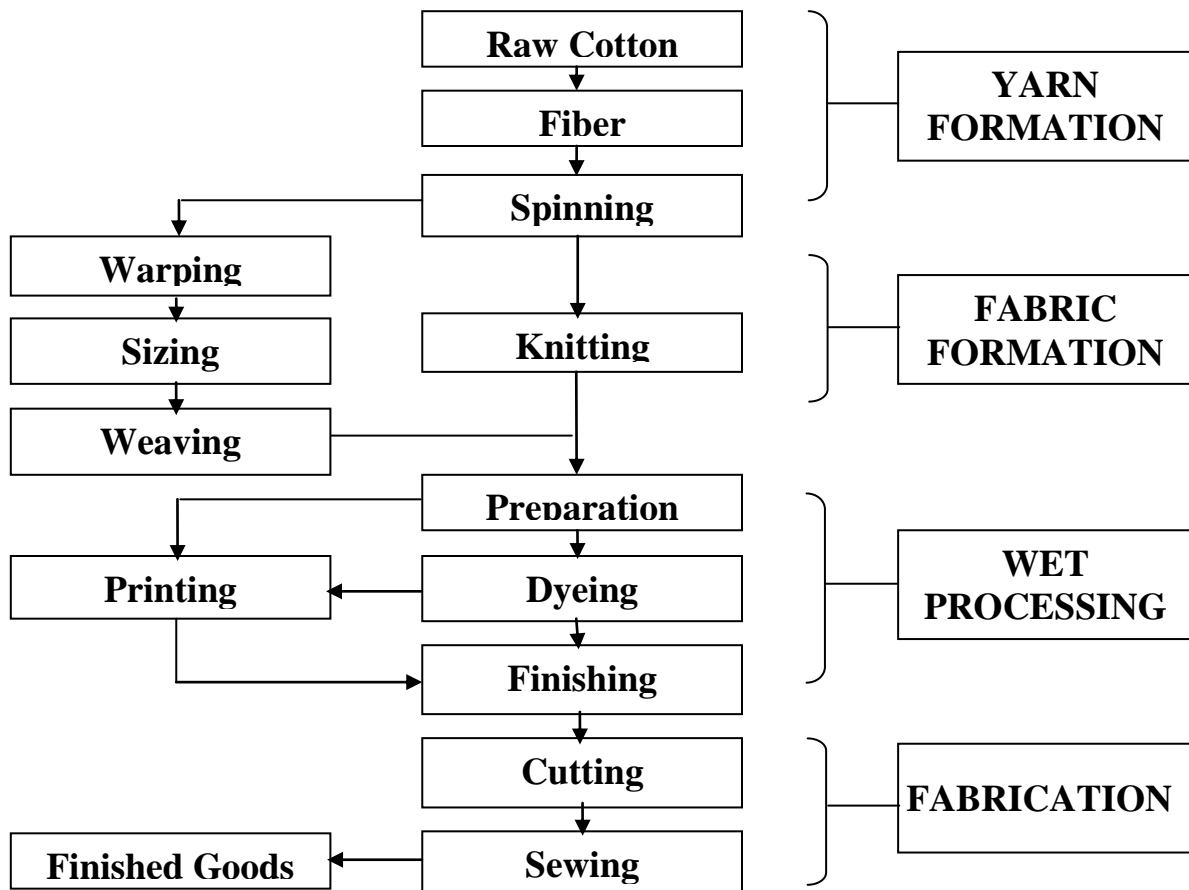 Raw Cotton
YARN
FORMATION
Fiber
Spinning
Warping
Sizing
Knitting
FABRIC
FORMATION
Weaving
Preparation
Printing
Dyeing
WET
PROCESSING
Finishing
Cutting
FABRICATION
Finished Goods
Sewing